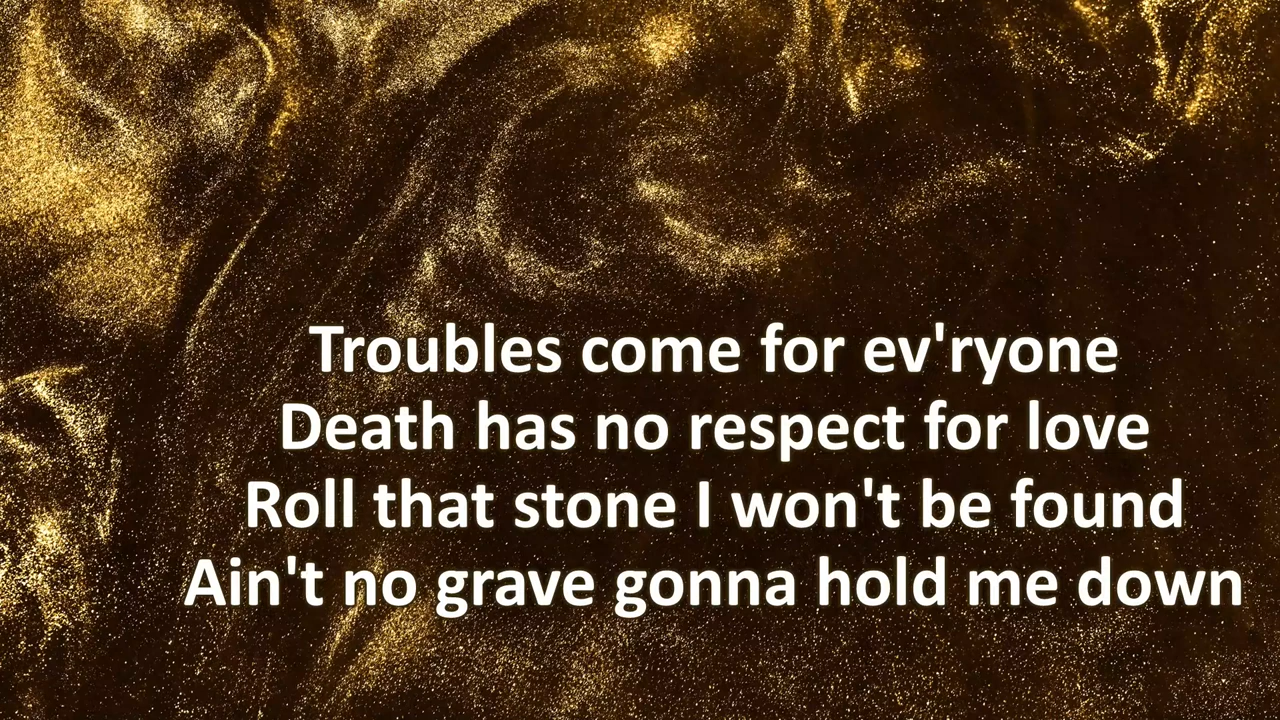 Troubles come for ev'ryone
Death has no respect for love
Roll that stone I won't be found
Ain't no grave gonna hold me down